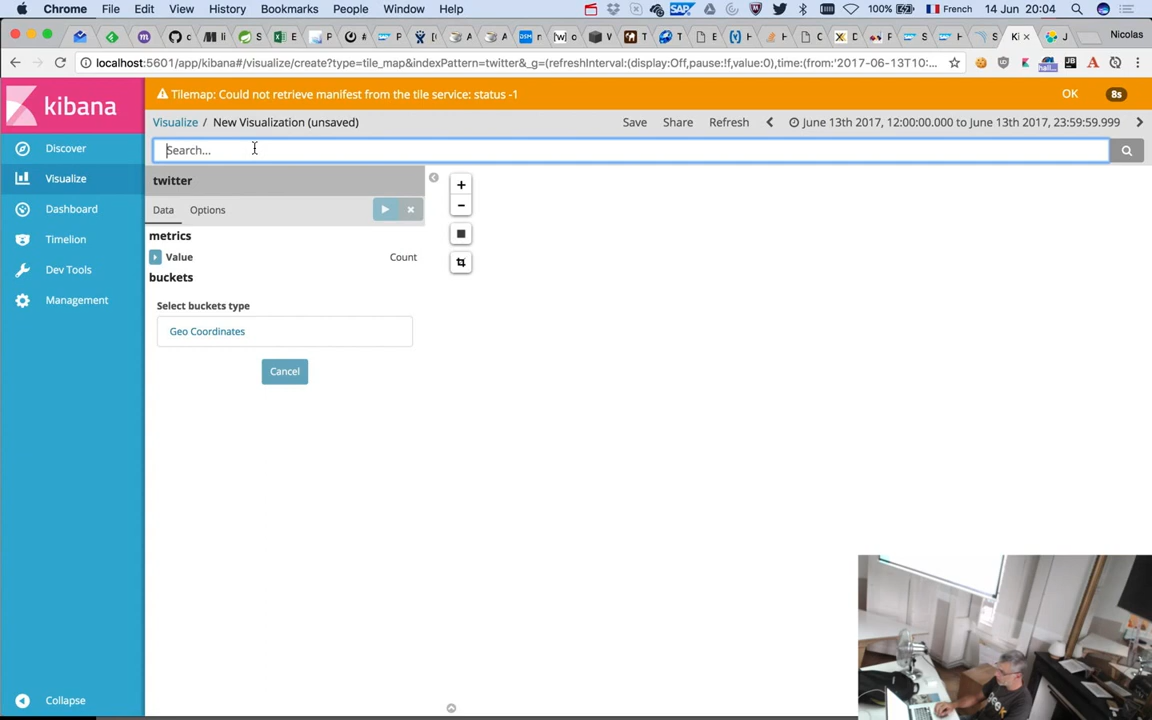 Chrome File Edit View History Bookmarks People Window Help SAP 100% French 14 Jun 20:04
Nicolas
localhost:5601/app/kibana#/visualize/create?type=tile_map&indexPattern=twitter&_g=(refreshInterval:(display:Off,pause:!f,value:0),time:(from:'2017-06-13T10:...
kibana
Tilemap: Could not retrieve manifest from the tile service: status -1 OK 8s
Visualize / New Visualization (unsaved) Save Share Refresh June 13th 2017, 12:00:00.000 to June 13th 2017, 23:59:59.999
Search...
Discover
Visualize
Dashboard
Timelion
Dev Tools
Management
Collapse
twitter
Data Options
metrics
Value Count
buckets
Select buckets type
Geo Coordinates
Cancel